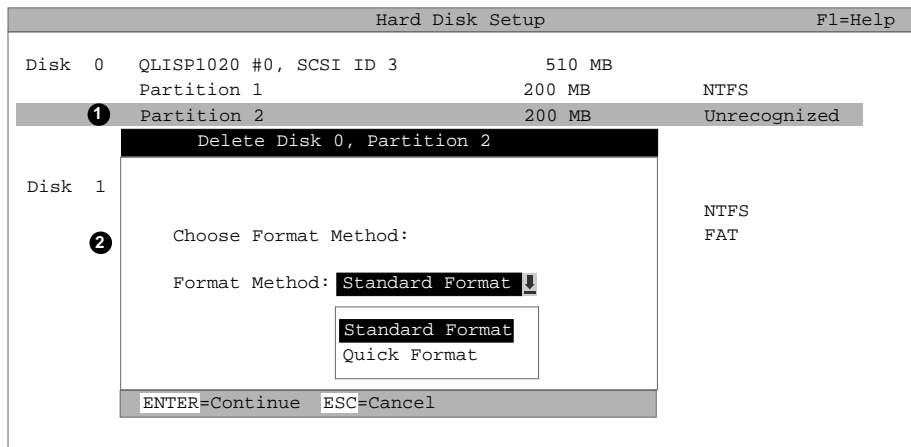 Hard Disk Setup F1=Help
Disk 0 QLISP1020 #0, SCSI ID 3 510 MB
Partition 1 200 MB NTFS
1 Partition 2 200 MB Unrecognized
Delete Disk 0, Partition 2
Disk 1
NTFS
2 Choose Format Method: FAT
Format Method: Standard Format
Standard Format
Quick Format
ENTER=Continue ESC=Cancel